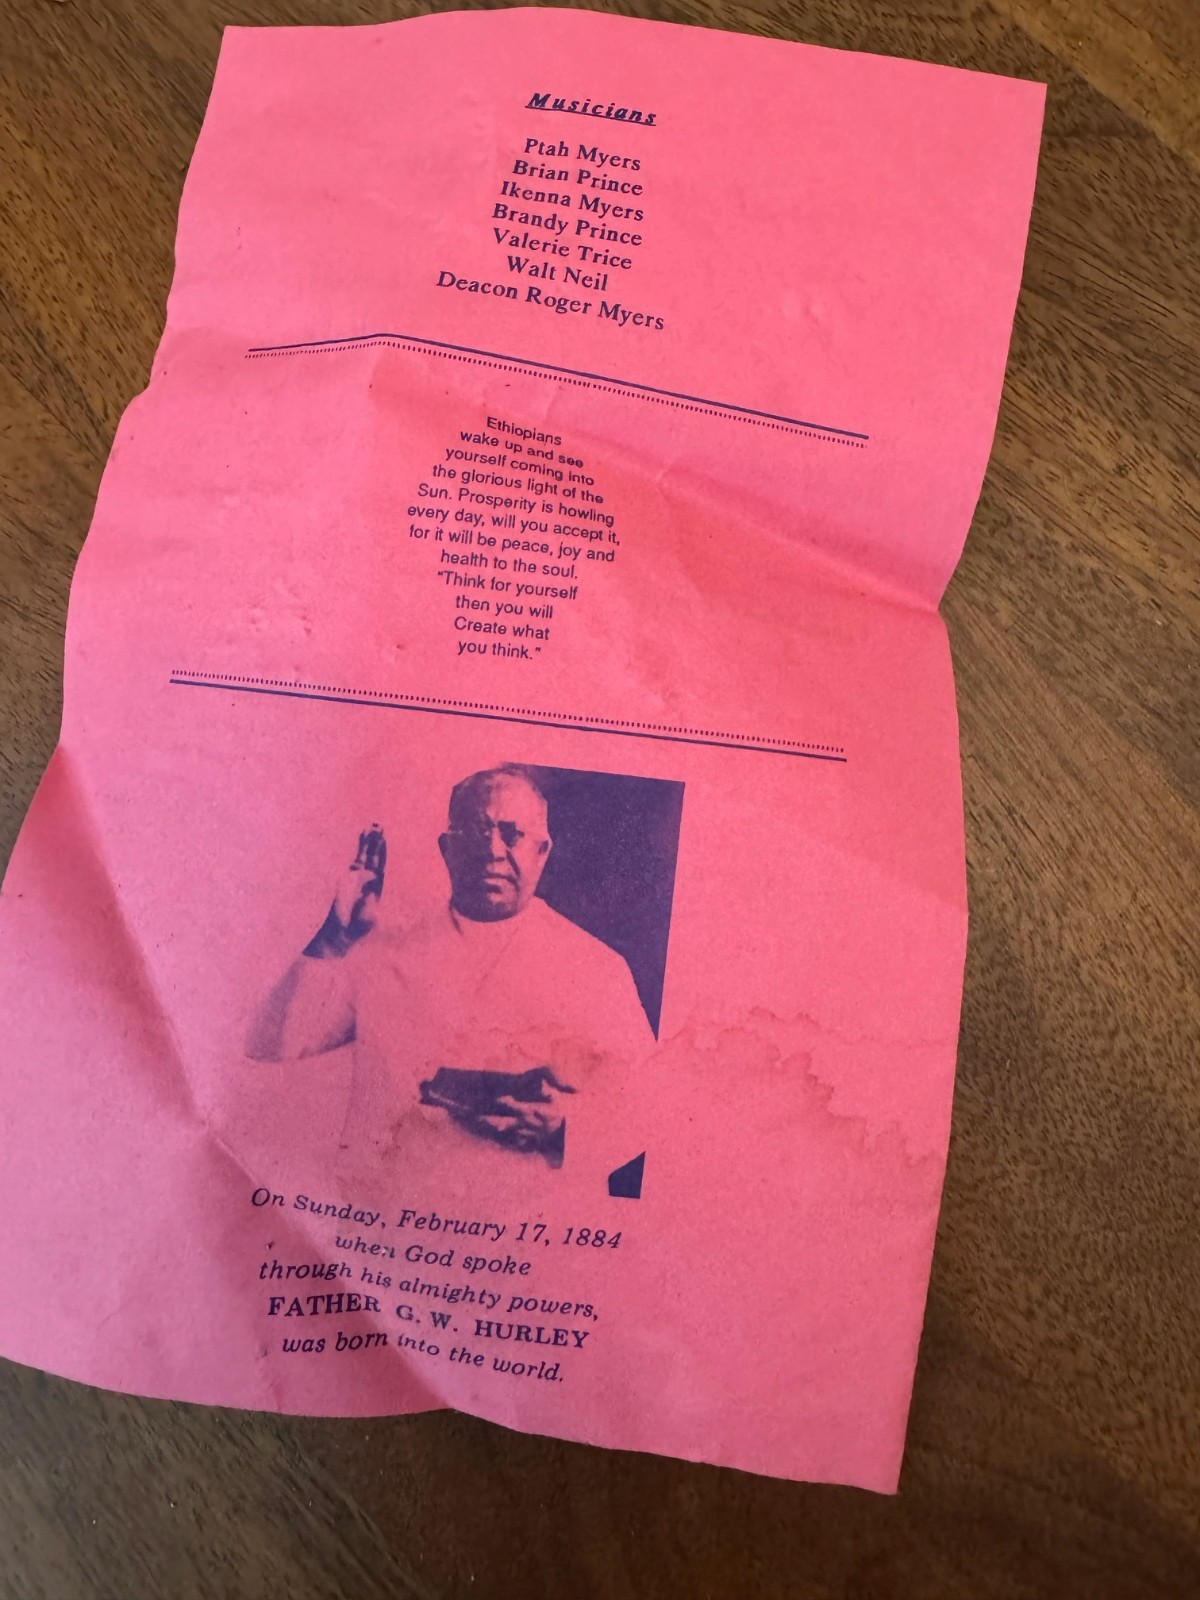 Musicians
Ptah Myers
Brian Prince
Ikenna Myers
Brandy Prince
Valerie Trice
Walt Neil
Deacon Roger Myers
Ethiopians
wake up and see
yourself coming into
the glorious light of the
Sun. Prosperity is howling
every day, will you accept it,
for it will be peace, joy and
health to the soul.
"Think for yourself
then you will
Create what
you think."
On Sunday, February 17, 1884
when God spoke
through his almighty powers,
FATHER G. W. HURLEY
was born into the world.